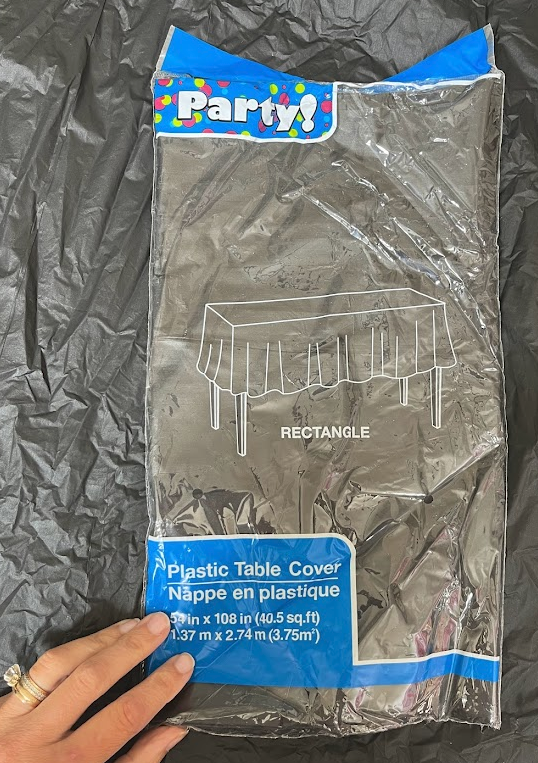 Party!
RECTANGLE
Plastic Table Cover
Nappe en plastique
54 in x 108 in (40.5 sq.ft)
1.37 m x 2.74 m (3.75m²)